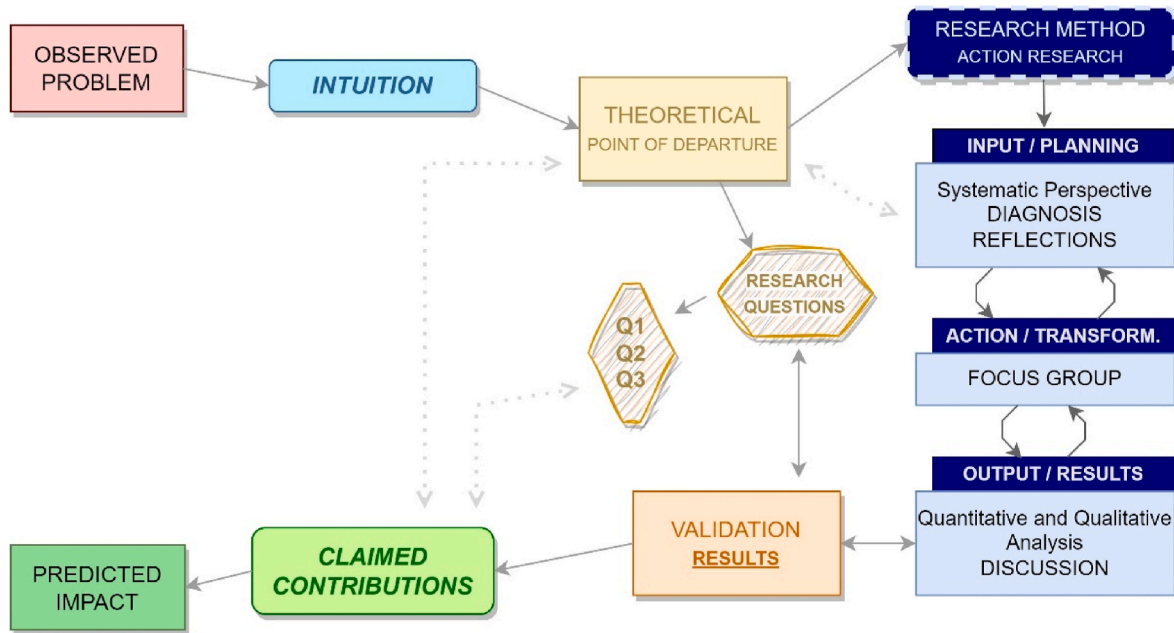 OBSERVED
PROBLEM
INTUITION
THEORETICAL
POINT OF DEPARTURE
RESEARCH METHOD
ACTION RESEARCH
INPUT / PLANNING
Systematic Perspective
DIAGNOSIS
REFLECTIONS
RESEARCH
QUESTIONS
Q1
Q2
Q3
ACTION / TRANSFORM.
FOCUS GROUP
OUTPUT / RESULTS
Quantitative and Qualitative
Analysis
DISCUSSION
VALIDATION
RESULTS
CLAIMED
CONTRIBUTIONS
PREDICTED
IMPACT